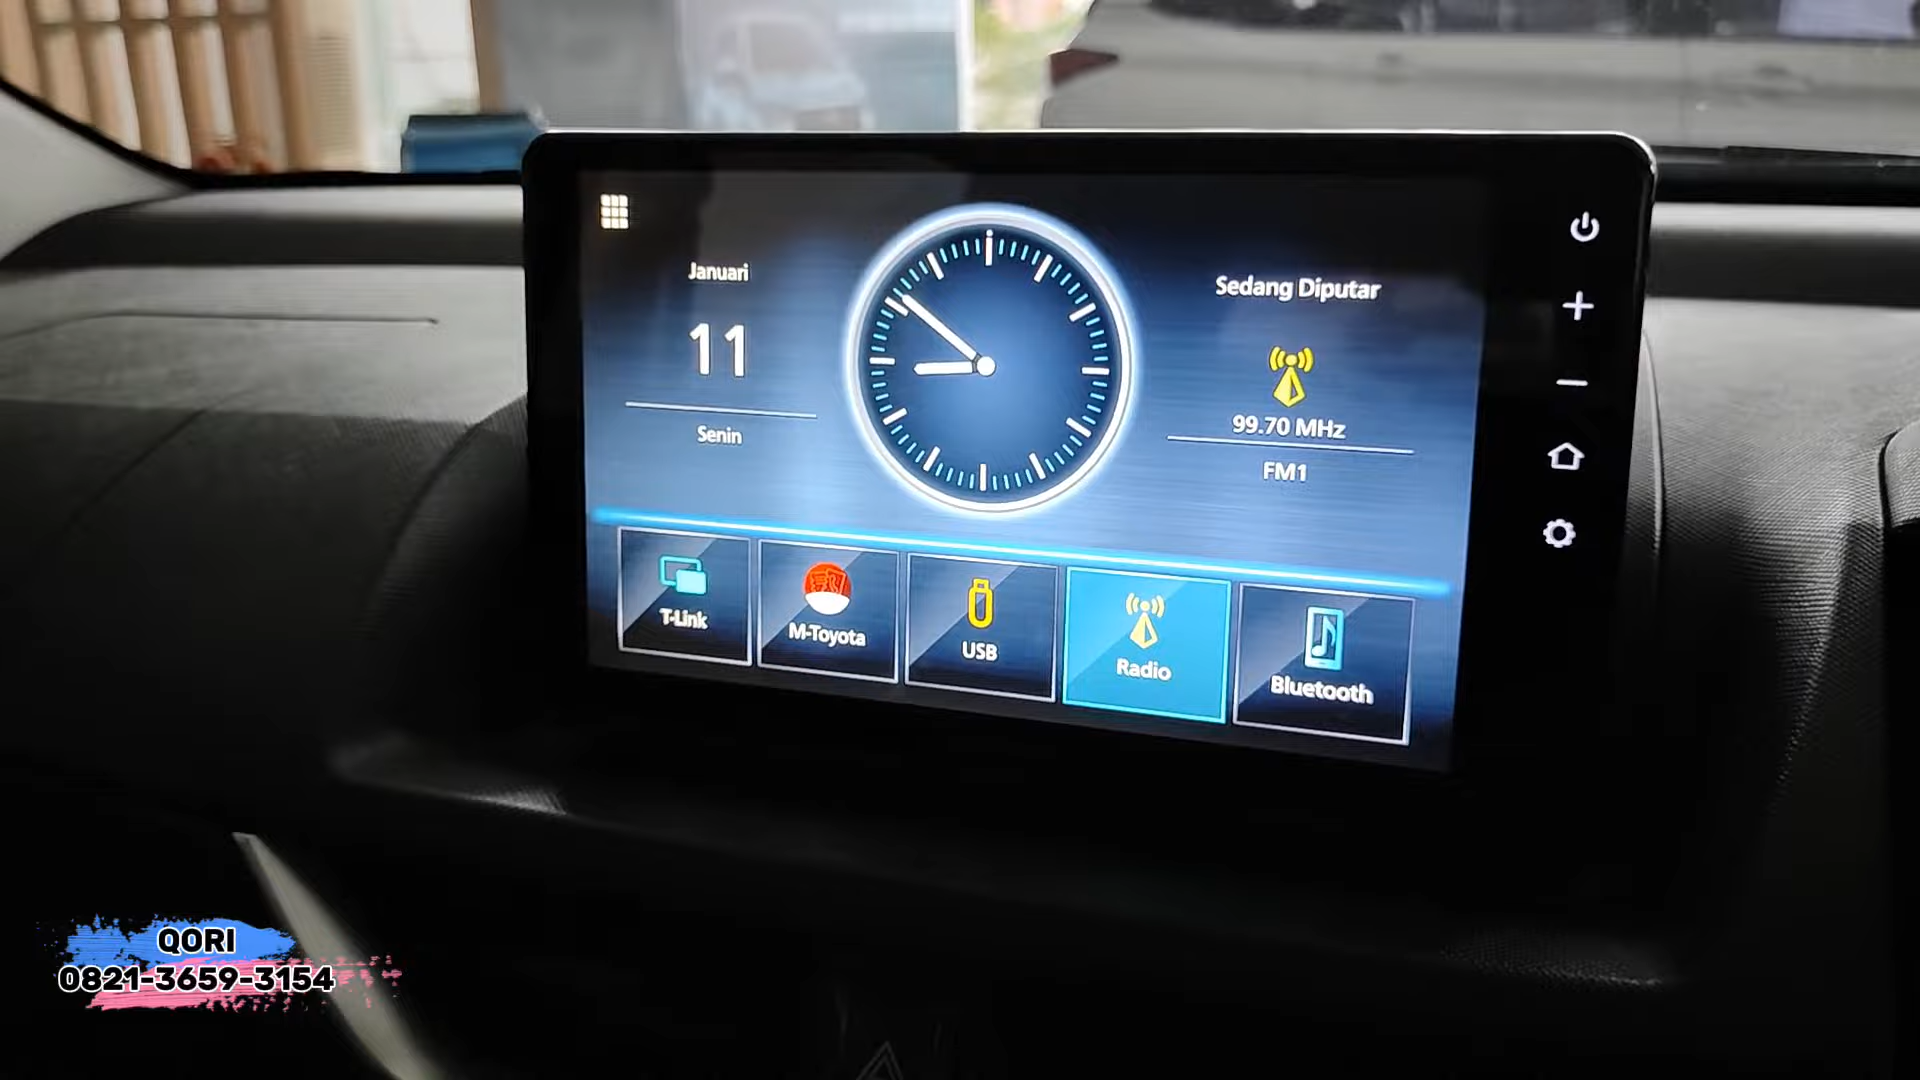 Januari
11
Senin
Sedang Diputar
99.70 MHz
FM1
T-Link
M-Toyota
USB
Radio
Bluetooth
QORI
0821-3659-3154